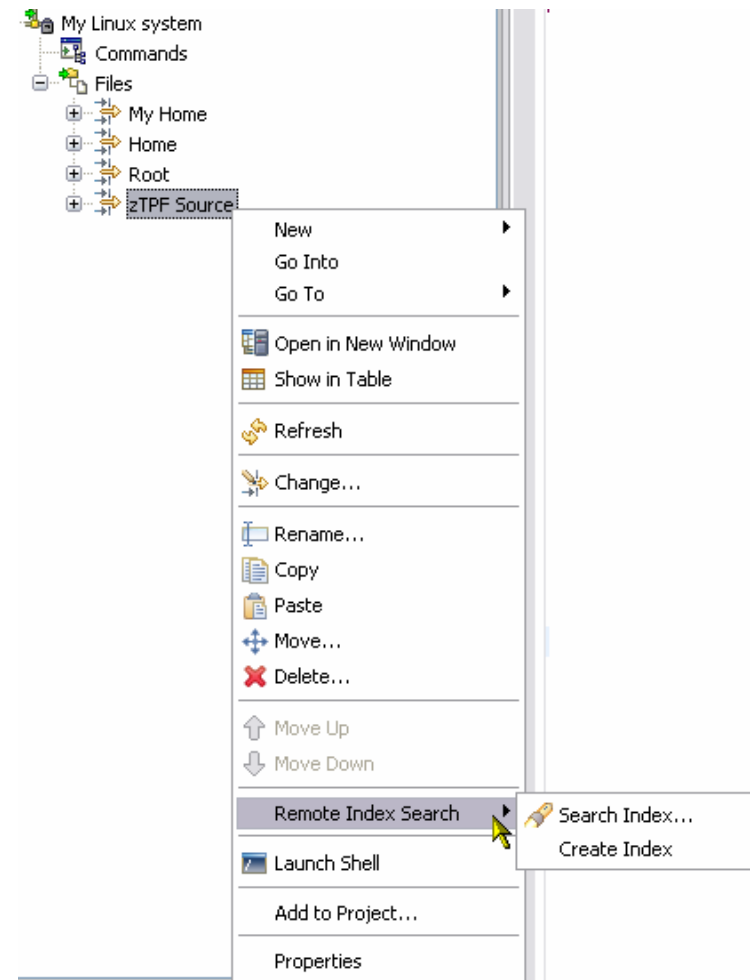 My Linux system
Commands
Files
My Home
Home
Root
zTPF Source
New
Go Into
Go To
Open in New Window
Show in Table
Refresh
Change...
Rename...
Copy
Paste
Move...
Delete...
Move Up
Move Down
Remote Index Search
Search Index...
Create Index
Launch Shell
Add to Project...
Properties